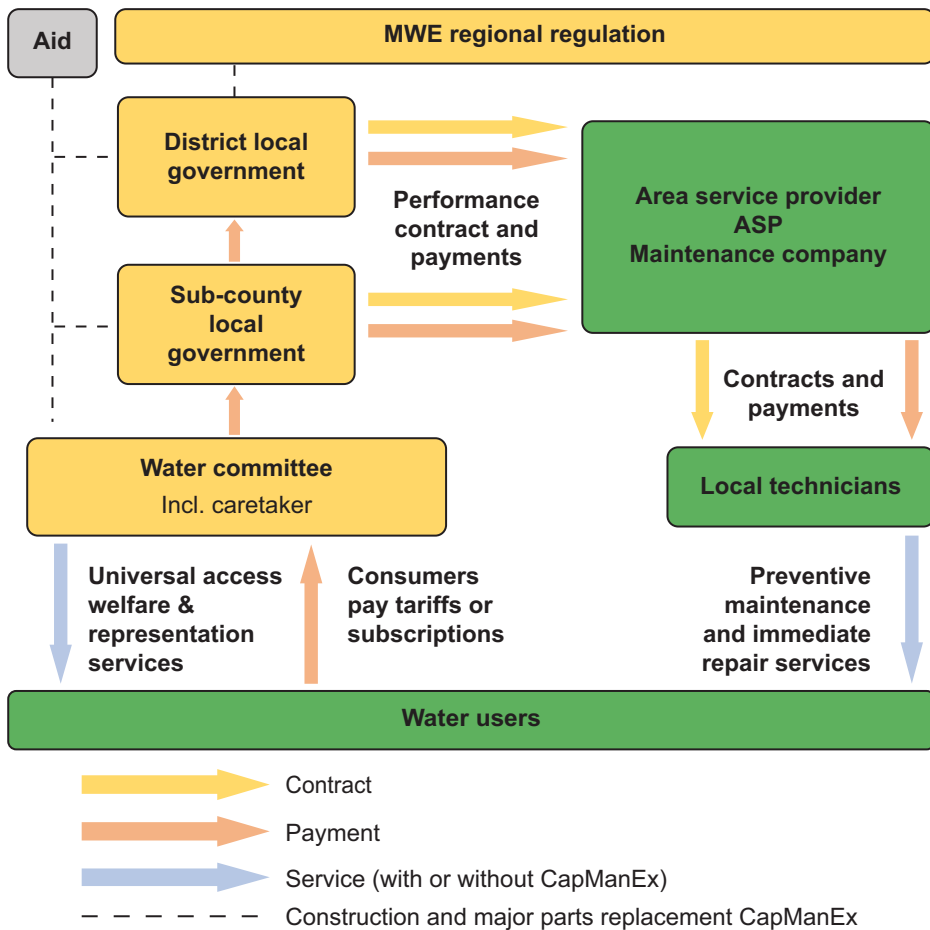 Aid
MWE regional regulation
District local
government
Performance
contract and
payments
Area service provider
ASP
Maintenance company
Sub-county
local
government
Contracts and
payments
Water committee
Incl. caretaker
Local technicians
Universal access
welfare &
representation
services
Consumers
pay tariffs or
subscriptions
Preventive
maintenance
and immediate
repair services
Water users
Contract
Payment
Service (with or without CapManEx)
Construction and major parts replacement CapManEx